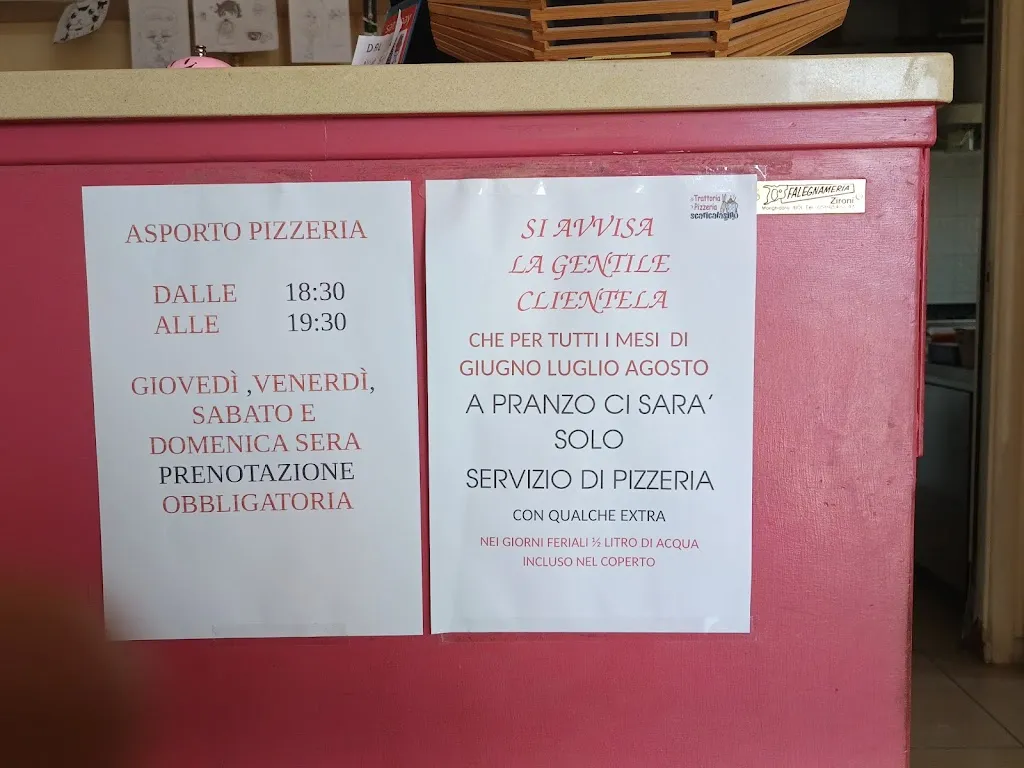 ASPORTO PIZZERIA
DALLE 18:30
ALLE 19:30
GIOVEDÌ ,VENERDÌ,
SABATO E
DOMENICA SERA
PRENOTAZIONE
OBBLIGATORIA
Trattoria
Pizzeria
SI AVVISA
LA GENTILE
CLIENTELA
CHE PER TUTTI I MESI DI
GIUGNO LUGLIO AGOSTO
A PRANZO CI SARA’
SOLO
SERVIZIO DI PIZZERIA
CON QUALCHE EXTRA
NEI GIORNI FERIALI ½ LITRO DI ACQUA
INCLUSO NEL COPERTO
FALEGNAMERIA
Zironi